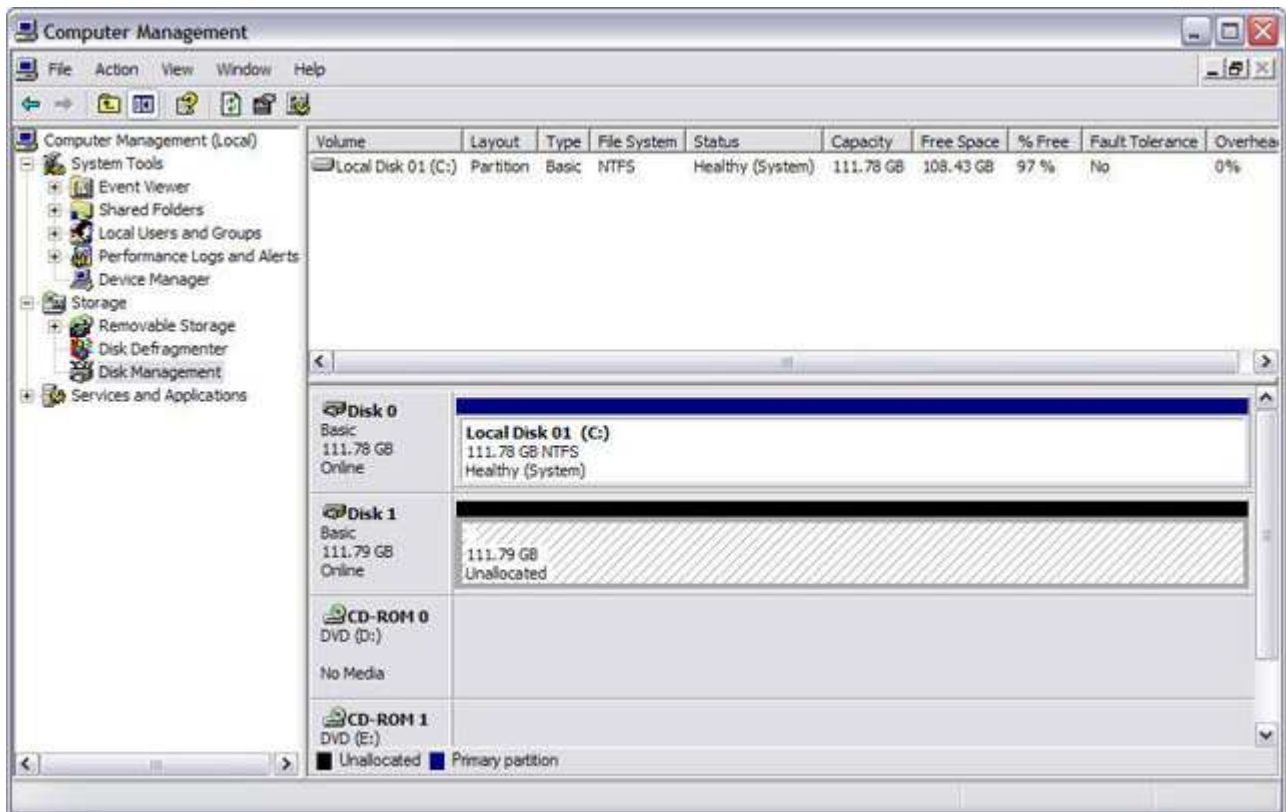 Computer Management
File Action View Window Help
Computer Management (Local)
System Tools
Event Viewer
Shared Folders
Local Users and Groups
Performance Logs and Alerts
Device Manager
Storage
Removable Storage
Disk Defragmenter
Disk Management
Services and Applications
Volume Layout Type File System Status Capacity Free Space % Free Fault Tolerance Overhea
Local Disk 01 (C:) Partition Basic NTFS Healthy (System) 111.78 GB 108.43 GB 97 % No 0%
Disk 0
Basic
111.78 GB
Online
Local Disk 01 (C:)
111.78 GB NTFS
Healthy (System)
Disk 1
Basic
111.79 GB
Online
111.79 GB
Unallocated
CD-ROM 0
DVD (D:)
No Media
CD-ROM 1
DVD (E:)
Unallocated Primary partition